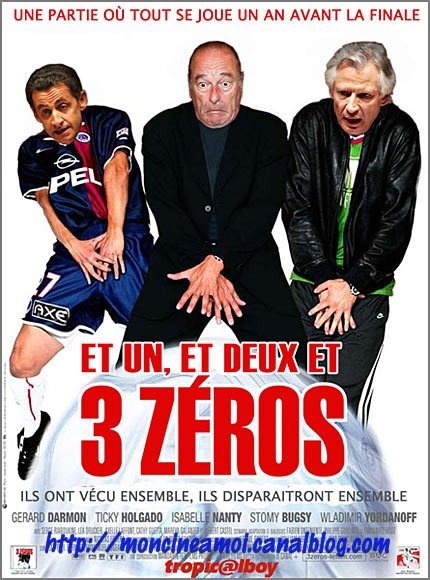 UNE PARTIE OÙ TOUT SE JOUE UN AN AVANT LA FINALE
OPEL
7
AXE
ET UN, ET DEUX ET
3 ZÉROS
ILS ONT VÉCU ENSEMBLE, ILS DISPARAITRONT ENSEMBLE
GERARD DARMON TICKY HOLGADO ISABELLE NANTY STOMY BUGSY WLADIMIR YORDANOFF
http://moncineamoi.canalblog.com
tropic@lboy